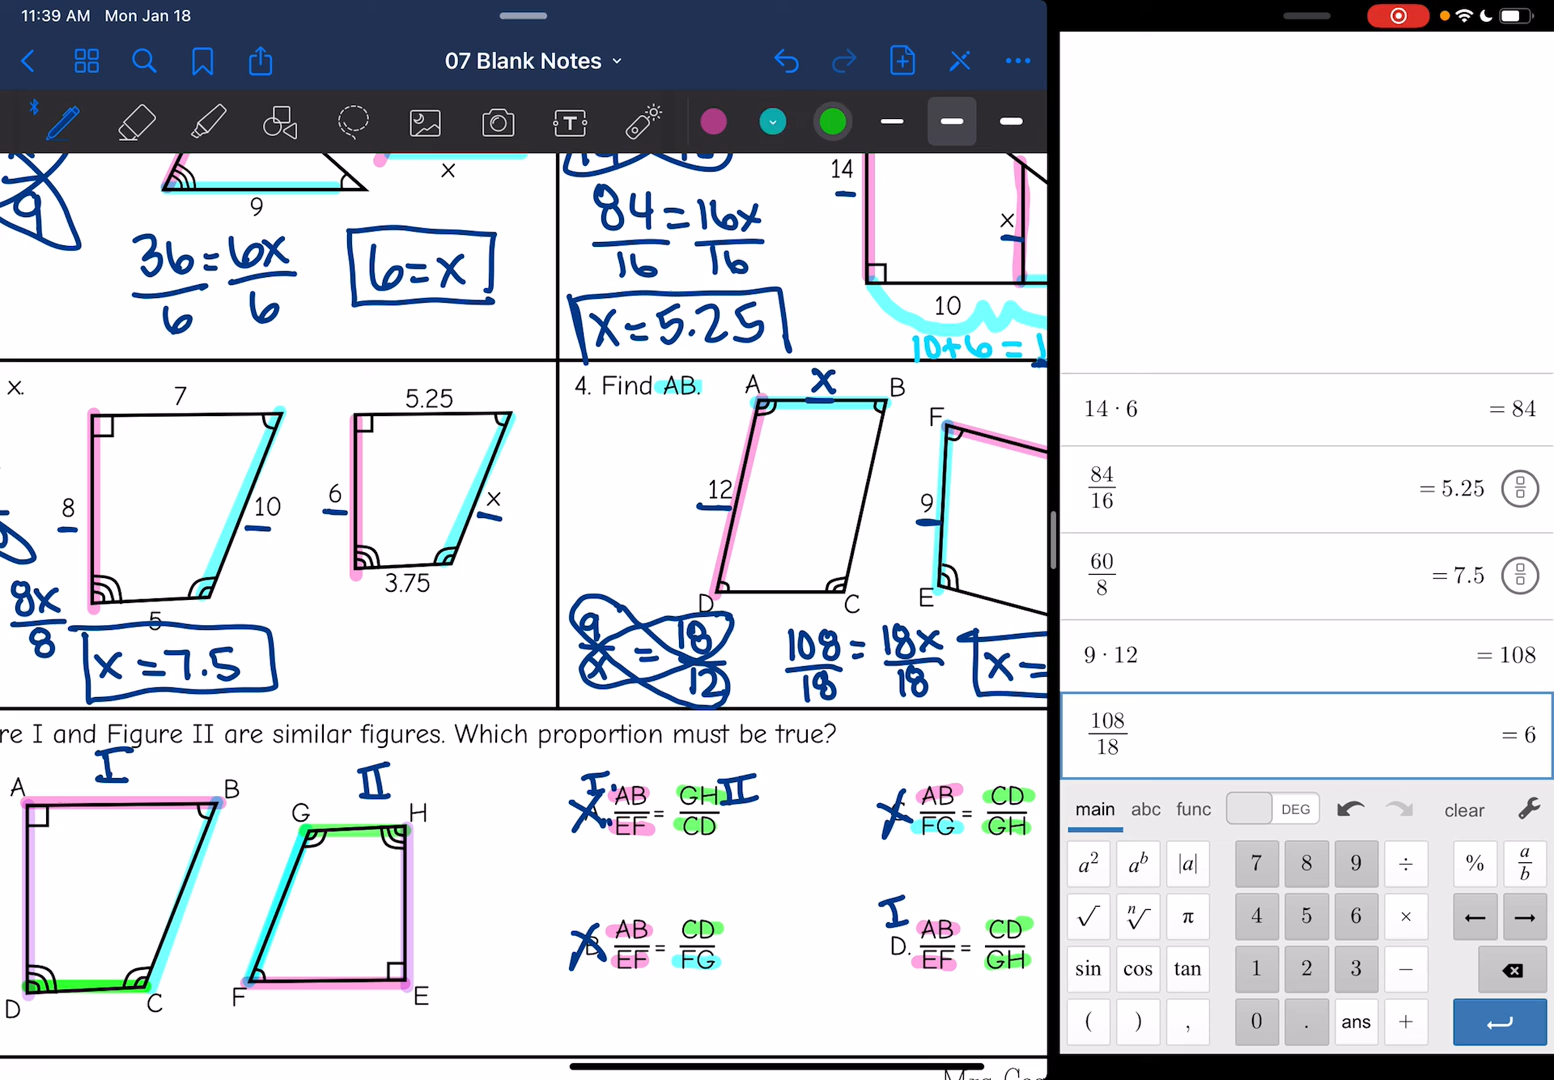 11:39 AM Mon Jan 18
07 Blank Notes
T
x
9
9
36 = 6x
6 6
6 = x
84 = 16x
16 16
x = 5.25
14
x
10
10+6 =
x.
7
8
10
5
8x
8
x = 7.5
5.25
6
x
3.75
4. Find AB.
A x B
12
D C
F
9
E
9 = 18
x 12
108 = 18x
18 18
x =
re I and Figure II are similar figures. Which proportion must be true?
I
A B
D C
II
G H
F E
I AB = GH II
EF CD
AB = CD
FG GH
B. AB = CD
EF FG
I
D. AB = CD
EF GH
14 · 6 = 84
84
16 = 5.25
60
8 = 7.5
9 · 12 = 108
108
18 = 6
main abc func DEG clear
a² aᵇ |a| 7 8 9 ÷ % a/b
√ ⁿ√ π 4 5 6 × ← →
sin cos tan 1 2 3 −
( ) , 0 . ans +